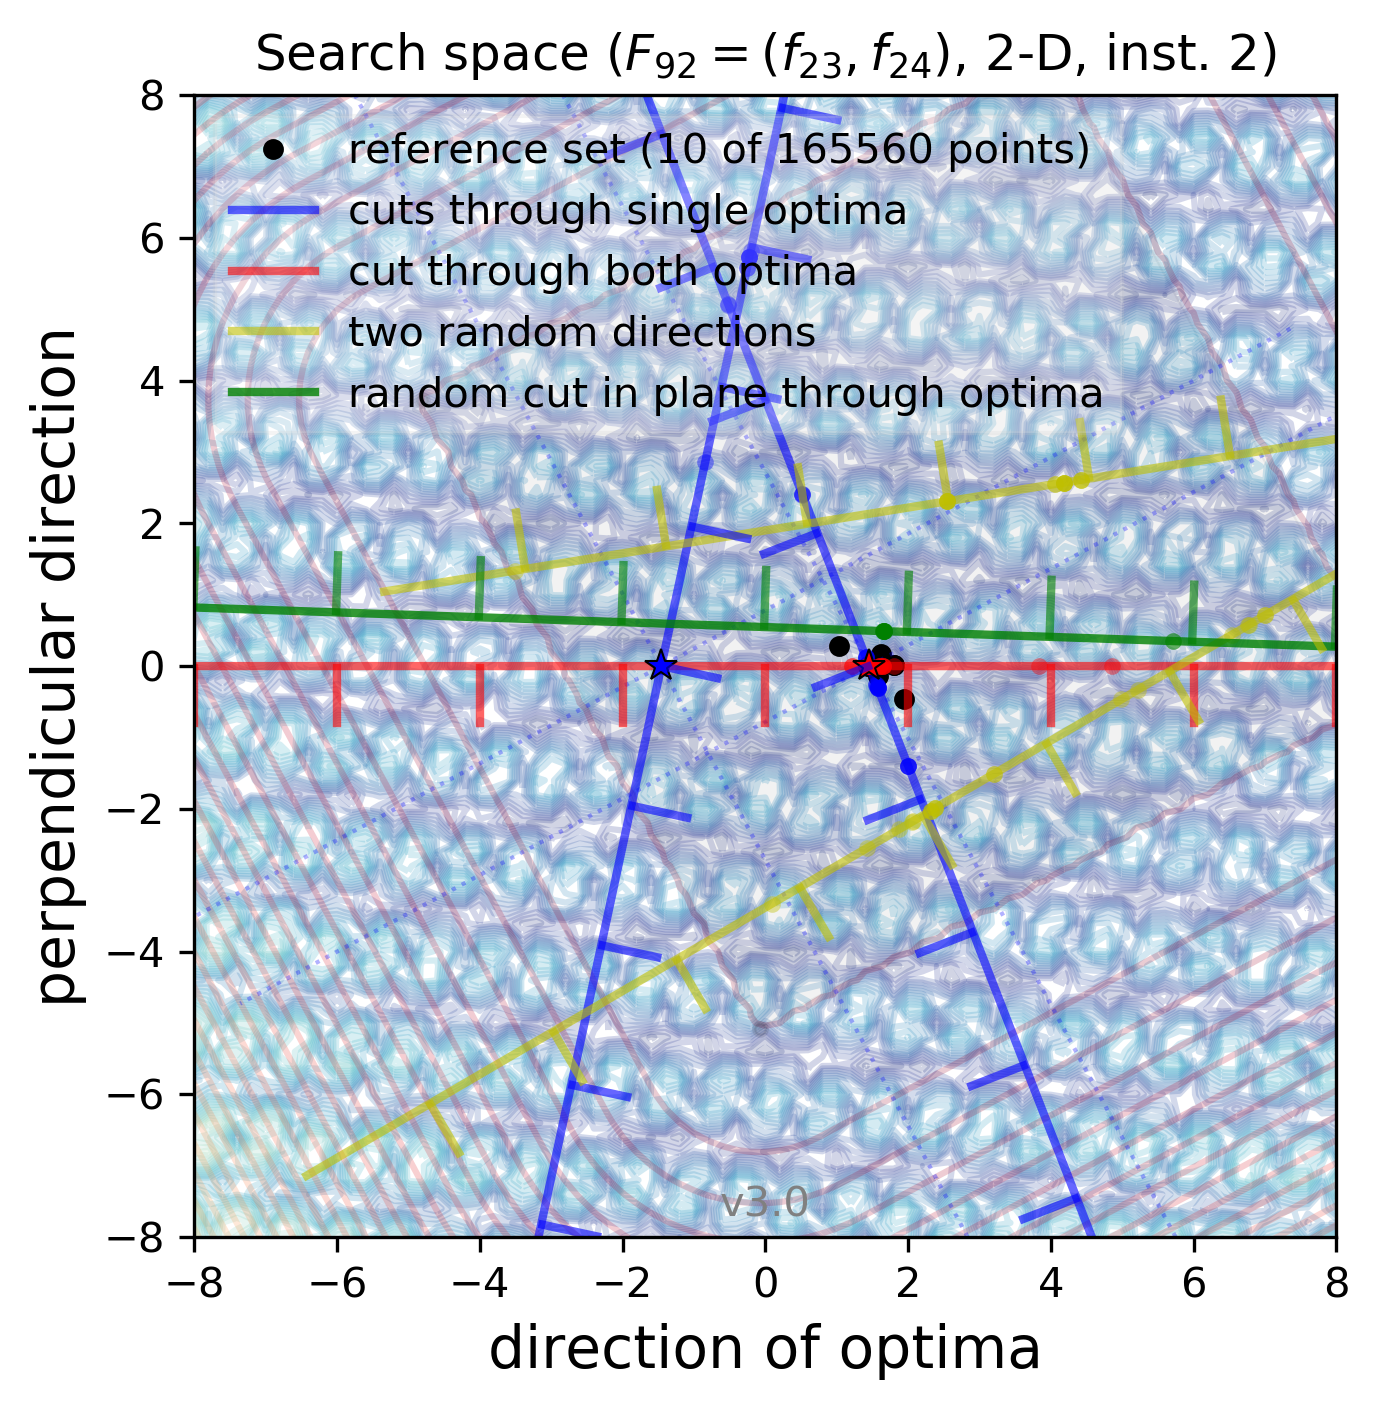 Search space (F₉₂ = (f₂₃, f₂₄), 2-D, inst. 2)
reference set (10 of 165560 points)
cuts through single optima
cut through both optima
two random directions
random cut in plane through optima
8
6
4
2
0
−2
−4
−6
−8
perpendicular direction
v3.0
−8 −6 −4 −2 0 2 4 6 8
direction of optima